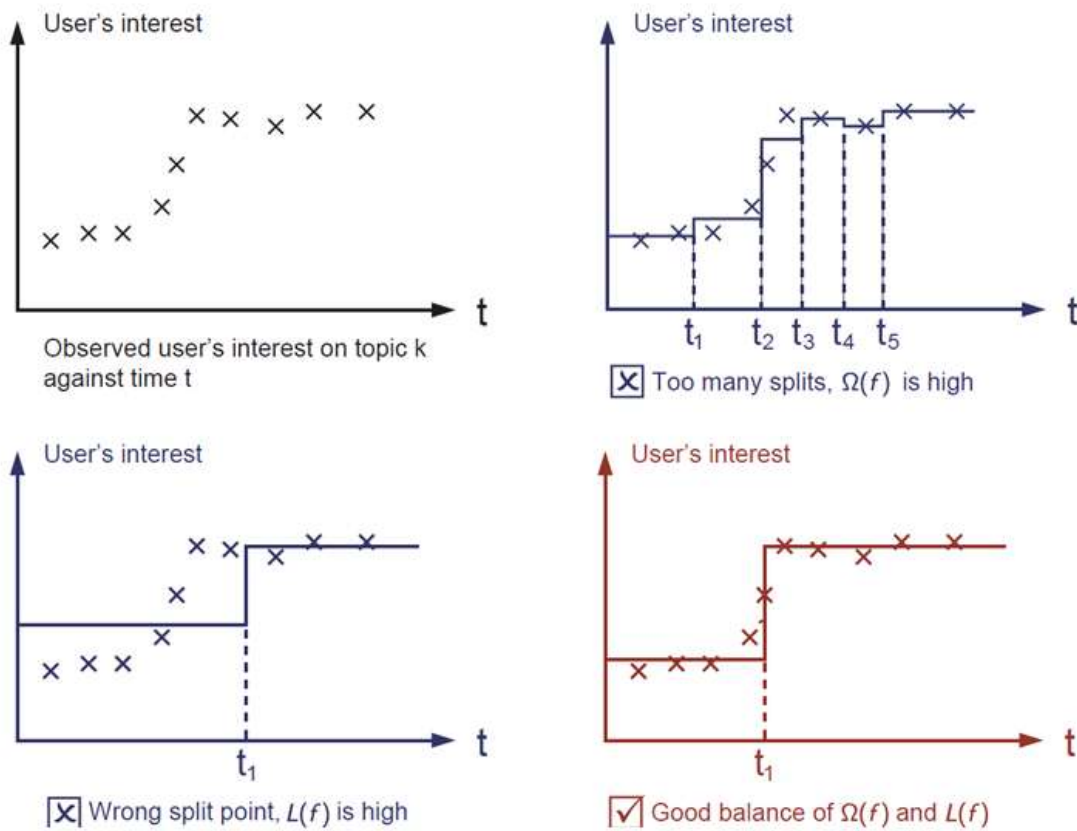 User's interest
t
Observed user's interest on topic k
against time t
User's interest
t
t₁ t₂ t₃ t₄ t₅
Too many splits, Ω(f) is high
User's interest
t
t₁
Wrong split point, L(f) is high
User's interest
t
t₁
Good balance of Ω(f) and L(f)